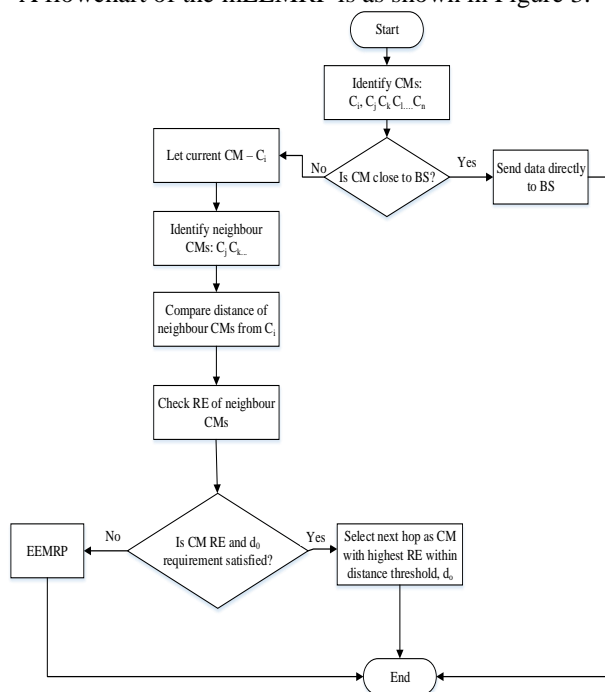 A flowchart of the mEEMRP is as shown in Figure 3.
Start
Identify CMs:
Ci, Cj Ck Cl....Cn
Is CM close to BS?
No
Yes
Let current CM – Ci
Send data directly
to BS
Identify neighbour
CMs: Cj Ck...
Compare distance of
neighbour CMs from Ci
Check RE of neighbour
CMs
Is CM RE and d0
requirement satisfied?
No
Yes
EEMRP
Select next hop as CM
with highest RE within
distance threshold, do
End